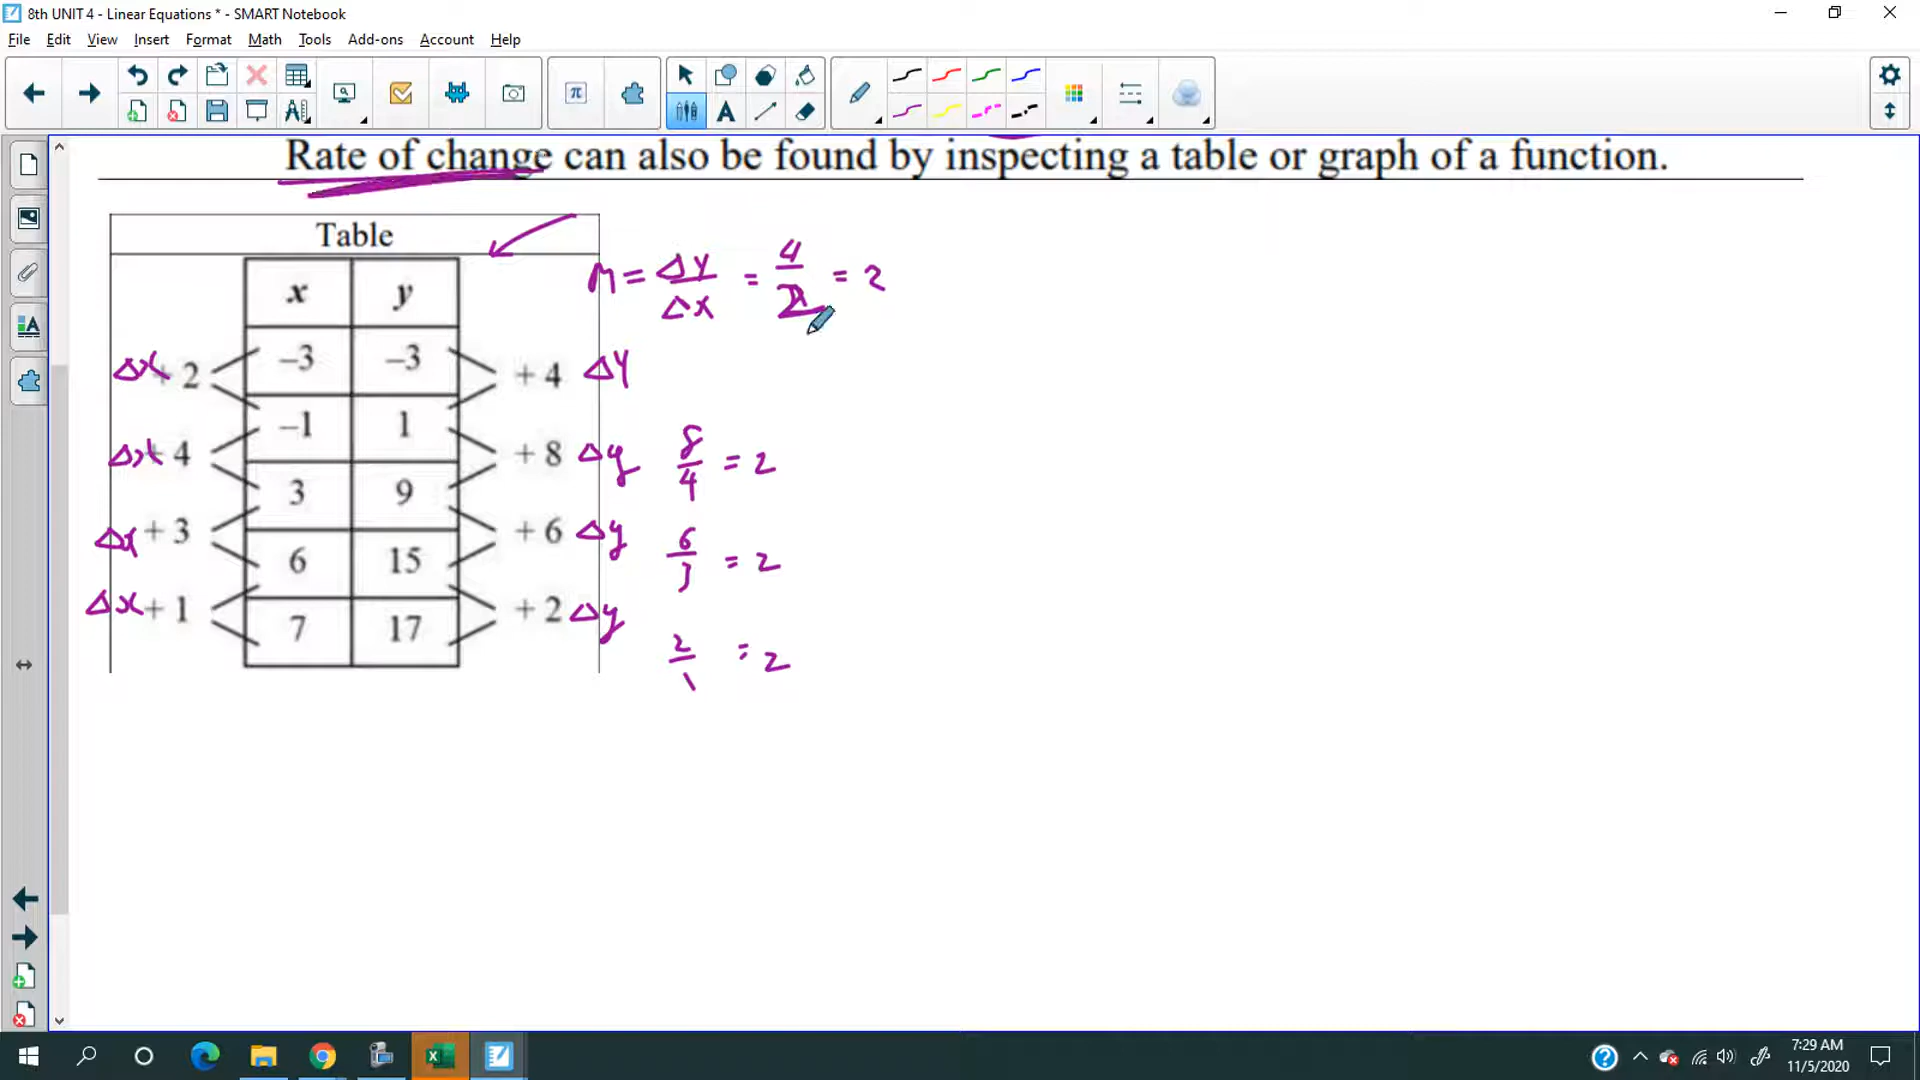 8th UNIT 4 - Linear Equations * - SMART Notebook
File Edit View Insert Format Math Tools Add-ons Account Help
Rate of change can also be found by inspecting a table or graph of a function.
Table
x y
-3 -3
-1 1
3 9
6 15
7 17
Δx + 2
Δx + 4
Δx + 3
Δx + 1
+ 4 ΔY
+ 8 Δy
+ 6 Δy
+ 2 Δy
M = ΔY/Δx = 4/2 = 2
8/4 = 2
6/3 = 2
2/1 = 2
7:29 AM
11/5/2020